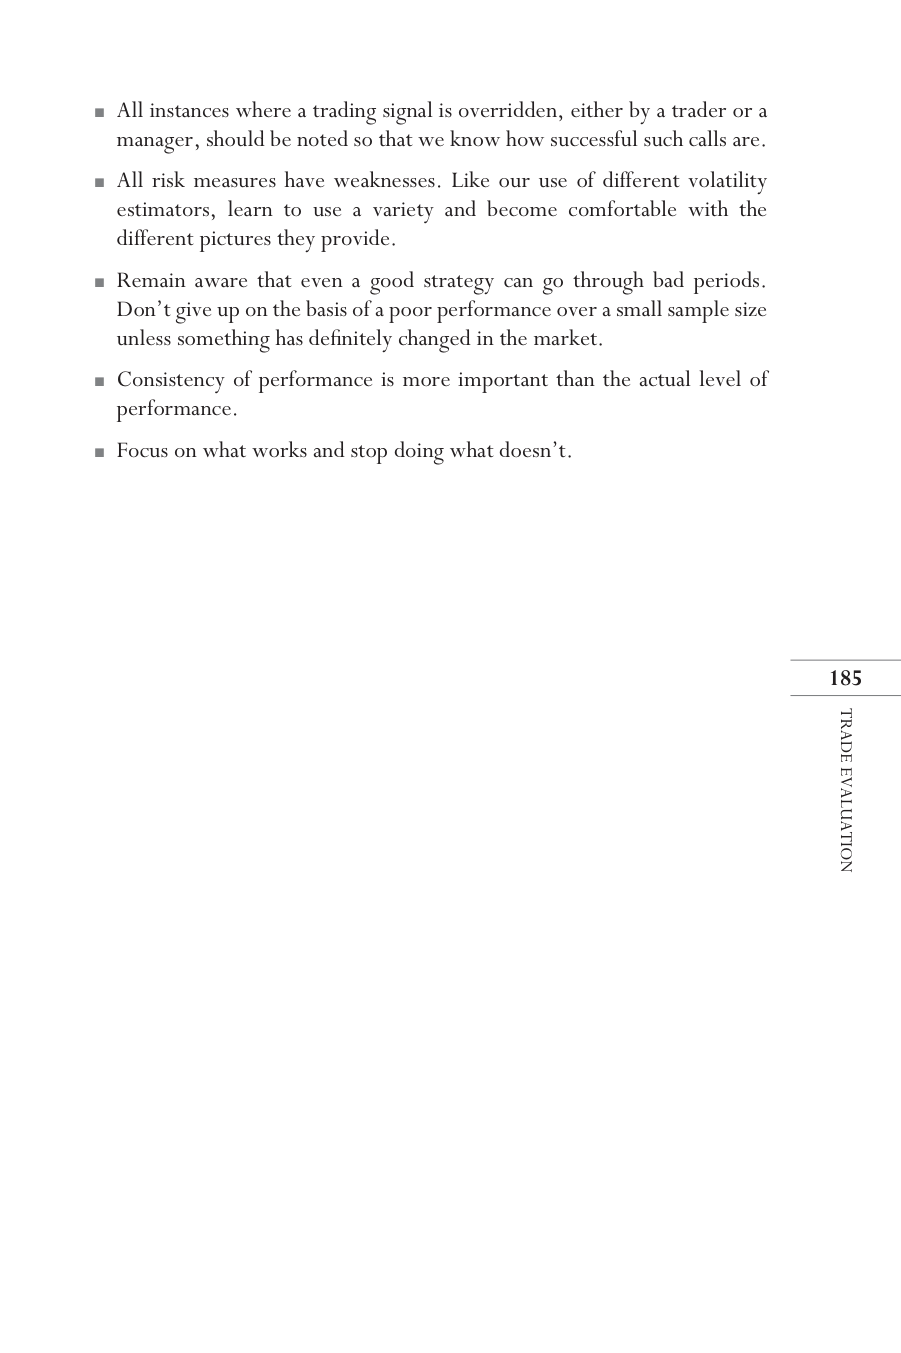 ▪ All instances where a trading signal is overridden, either by a trader or a
manager, should be noted so that we know how successful such calls are.
▪ All risk measures have weaknesses. Like our use of different volatility
estimators, learn to use a variety and become comfortable with the
different pictures they provide.
▪ Remain aware that even a good strategy can go through bad periods.
Don’t give up on the basis of a poor performance over a small sample size
unless something has definitely changed in the market.
▪ Consistency of performance is more important than the actual level of
performance.
▪ Focus on what works and stop doing what doesn’t.
185
TRADE EVALUATION